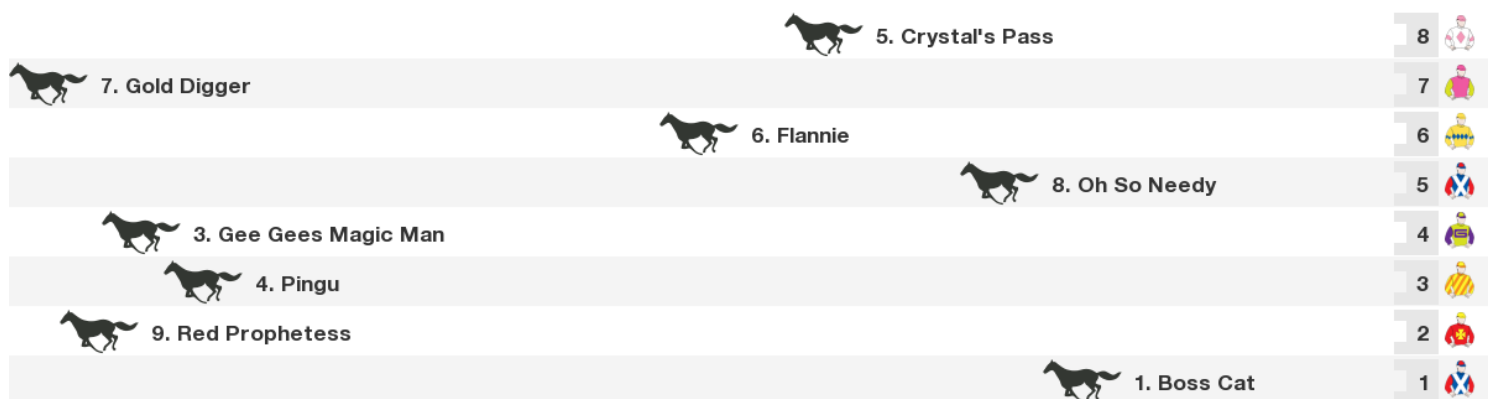 5. Crystal's Pass 8
7. Gold Digger 7
6. Flannie 6
8. Oh So Needy 5
3. Gee Gees Magic Man 4
4. Pingu 3
9. Red Prophetess 2
1. Boss Cat 1